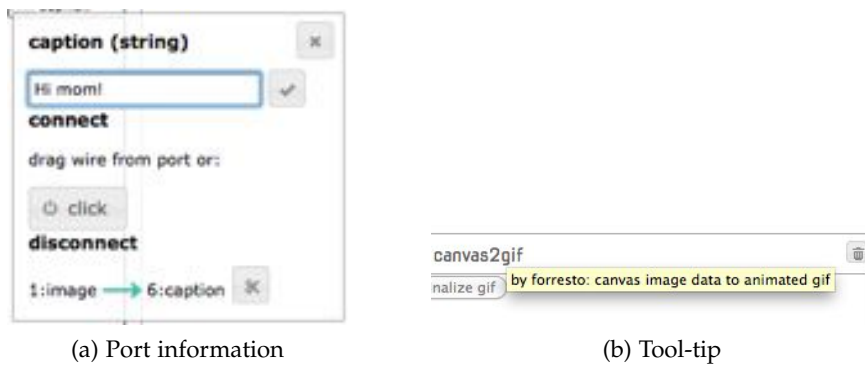 caption (string)
Hi mom!
connect
drag wire from port or:
click
disconnect
1:image 6:caption
(a) Port information
canvas2gif
nalize gif
by forresto: canvas image data to animated gif
(b) Tool-tip